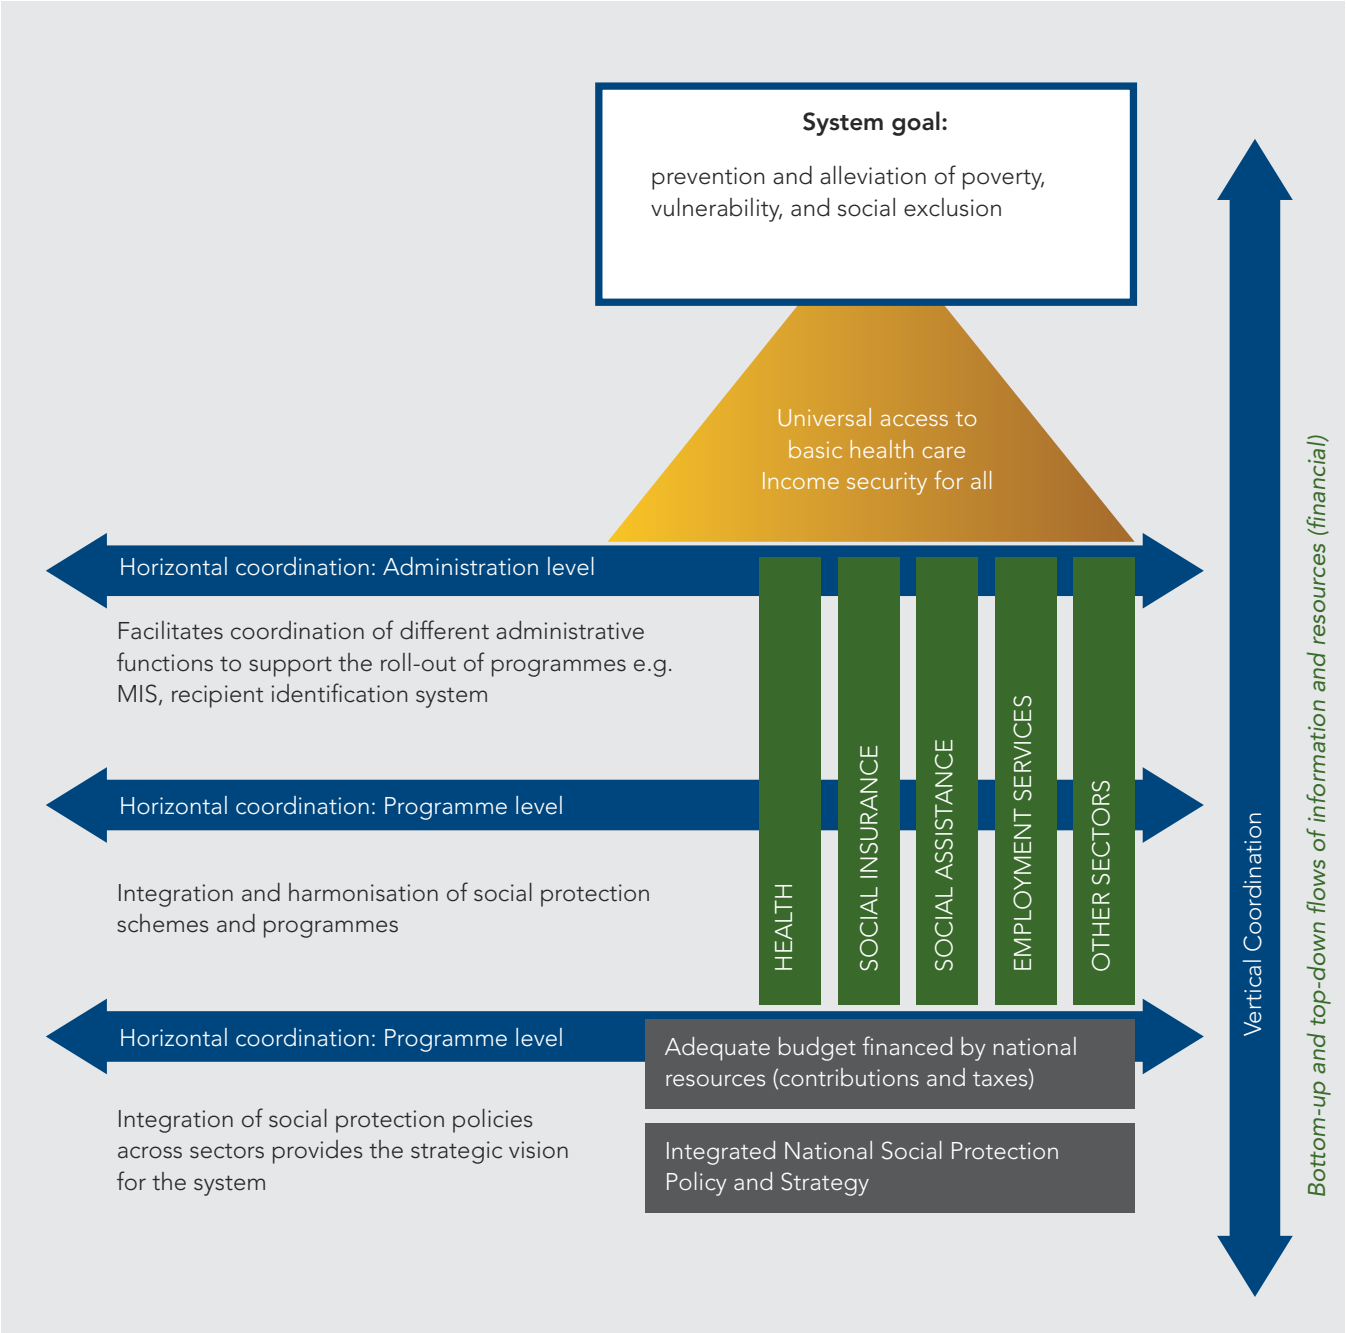 System goal:
prevention and alleviation of poverty,
vulnerability, and social exclusion
Universal access to
basic health care
Income security for all
Horizontal coordination: Administration level
Facilitates coordination of different administrative
functions to support the roll-out of programmes e.g.
MIS, recipient identification system
Horizontal coordination: Programme level
Integration and harmonisation of social protection
schemes and programmes
Horizontal coordination: Programme level
Integration of social protection policies
across sectors provides the strategic vision
for the system
HEALTH
SOCIAL INSURANCE
SOCIAL ASSISTANCE
EMPLOYMENT SERVICES
OTHER SECTORS
Adequate budget financed by national
resources (contributions and taxes)
Integrated National Social Protection
Policy and Strategy
Vertical Coordination
Bottom-up and top-down flows of information and resources (financial)